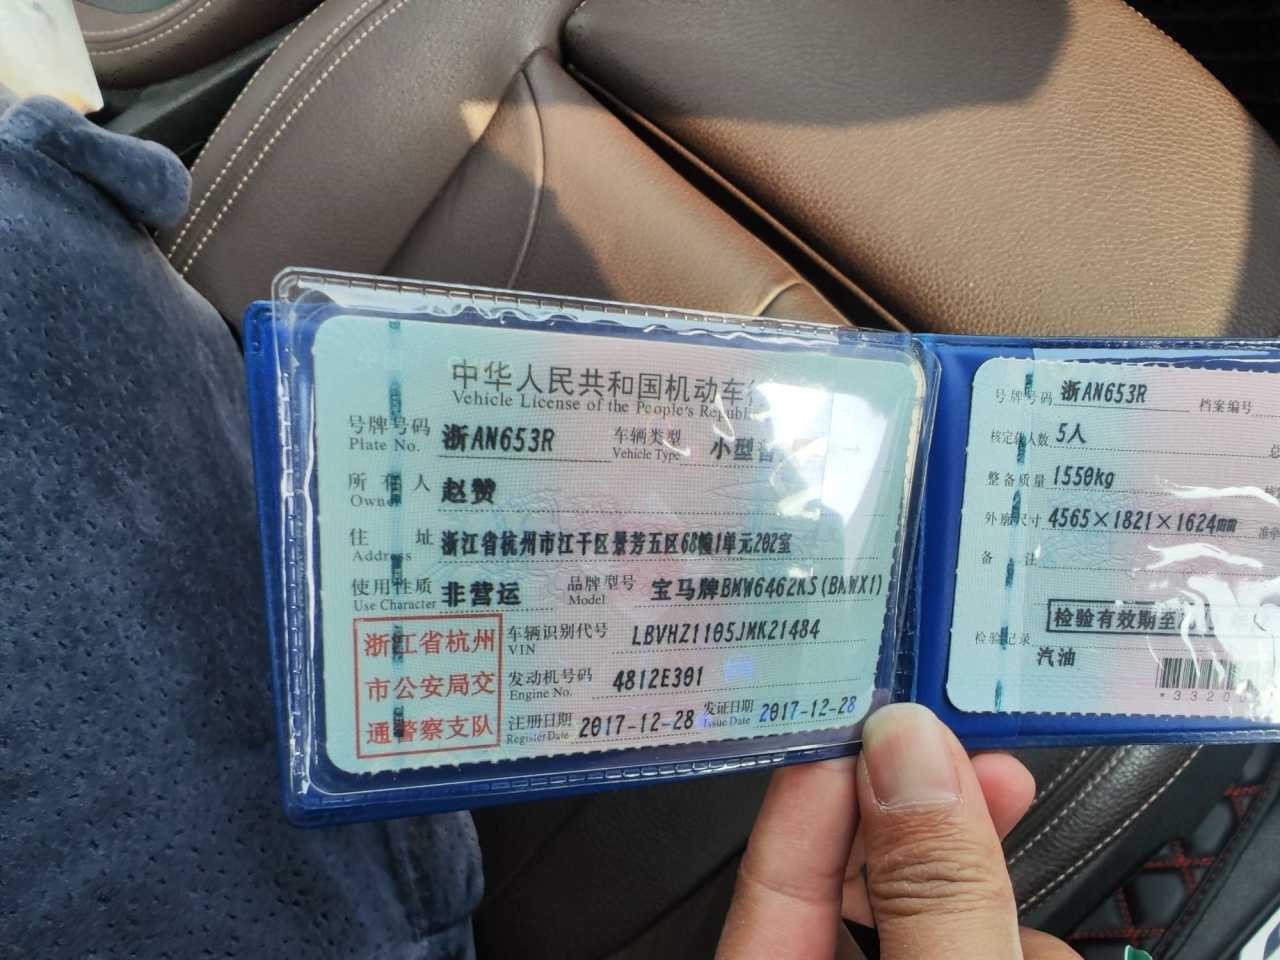 中华人民共和国机动车
Vehicle License of the People's Republ
号牌号码 浙AN653R 车辆类型 小型普
Plate No. Vehicle Type
所有人 赵赞
Owner
住址 浙江省杭州市江干区景芳五区68幢1单元202室
Address
使用性质 非营运 品牌型号 宝马牌BMW6462KS(BMWX1)
Use Character Model
浙江省杭州
市公安局交
通警察支队
车辆识别代号 LBVHZ1105JMK21484
VIN
发动机号码 4812E301
Engine No.
注册日期 2017-12-28 发证日期 2017-12-28
Register Date Issue Date
号牌号码 浙AN653R 档案编号
核定载人数 5人 总
整备质量 1550kg
外廓尺寸 4565×1821×1624mm 准牵
备注
检验有效期至
检验记录
汽油
*3320